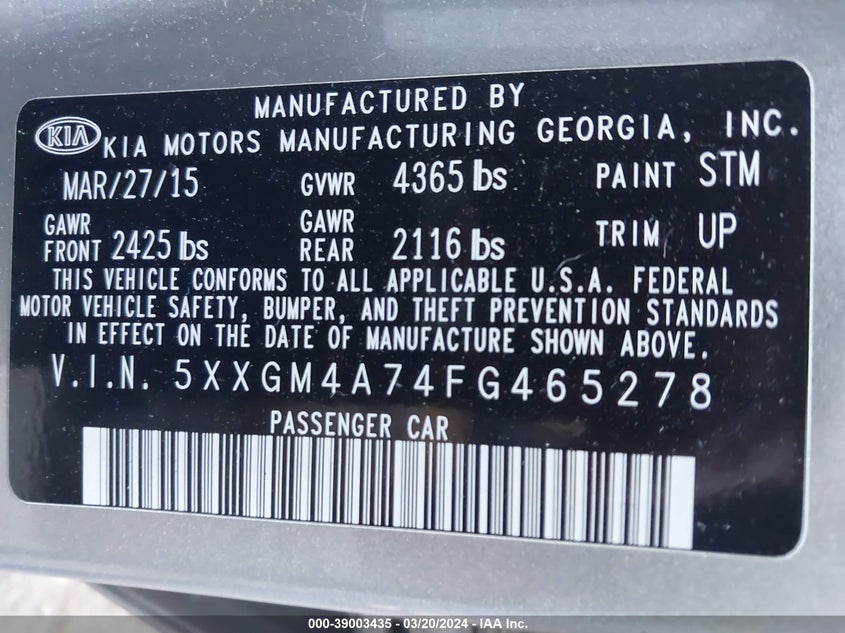 MANUFACTURED BY
KIA KIA MOTORS MANUFACTURING GEORGIA, INC.
MAR/27/15 GVWR 4365 lbs PAINT STM
GAWR FRONT 2425 lbs GAWR REAR 2116 lbs TRIM UP
THIS VEHICLE CONFORMS TO ALL APPLICABLE U.S.A. FEDERAL
MOTOR VEHICLE SAFETY, BUMPER, AND THEFT PREVENTION STANDARDS
IN EFFECT ON THE DATE OF MANUFACTURE SHOWN ABOVE.
V.I.N. 5XXGM4A74FG465278
PASSENGER CAR
000-39003435 - 03/20/2024 - IAA Inc.